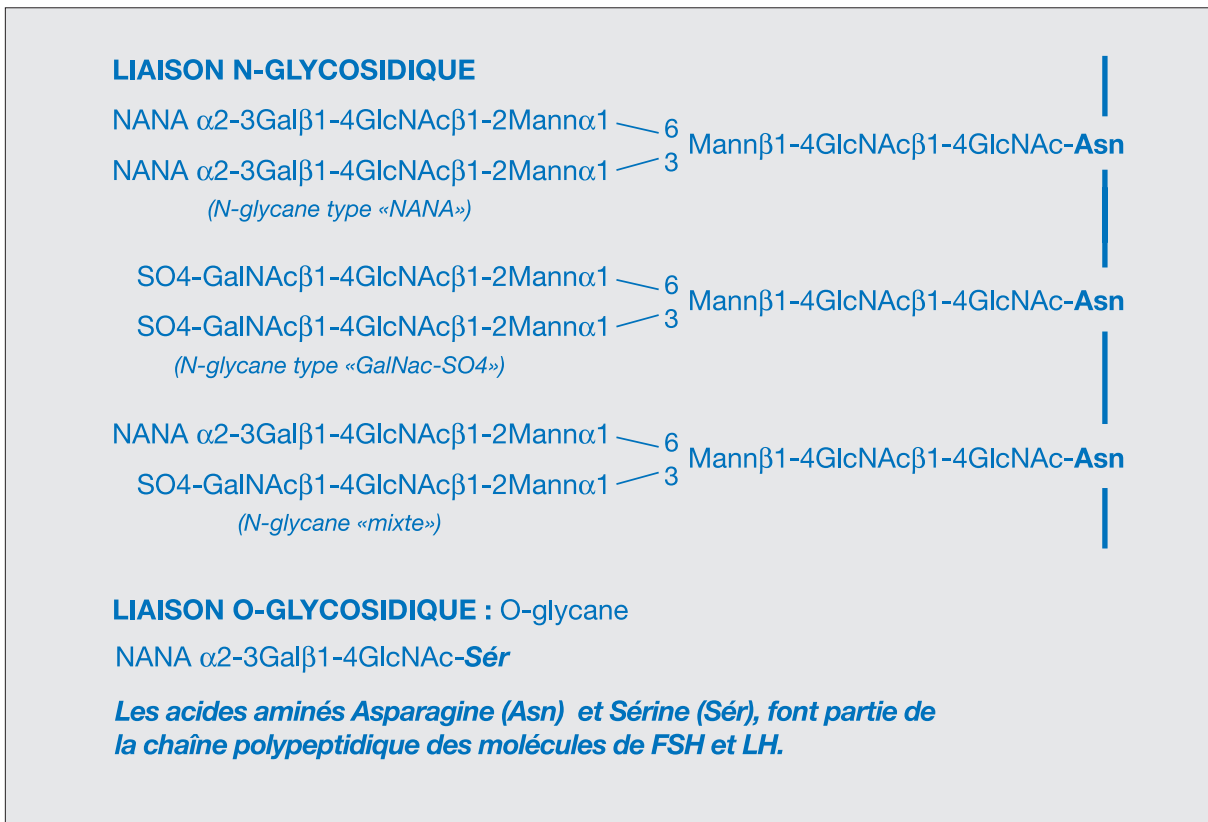 LIAISON N-GLYCOSIDIQUE
NANA α2-3Galβ1-4GlcNAcβ1-2Mannα1
6
Mannβ1-4GlcNAcβ1-4GlcNAc-Asn
3
NANA α2-3Galβ1-4GlcNAcβ1-2Mannα1
(N-glycane type «NANA»)
SO4-GalNAcβ1-4GlcNAcβ1-2Mannα1
6
Mannβ1-4GlcNAcβ1-4GlcNAc-Asn
3
SO4-GalNAcβ1-4GlcNAcβ1-2Mannα1
(N-glycane type «GalNac-SO4»)
NANA α2-3Galβ1-4GlcNAcβ1-2Mannα1
6
Mannβ1-4GlcNAcβ1-4GlcNAc-Asn
3
SO4-GalNAcβ1-4GlcNAcβ1-2Mannα1
(N-glycane «mixte»)
LIAISON O-GLYCOSIDIQUE : O-glycane
NANA α2-3Galβ1-4GlcNAc-Sér
Les acides aminés Asparagine (Asn) et Sérine (Sér), font partie de
la chaîne polypeptidique des molécules de FSH et LH.